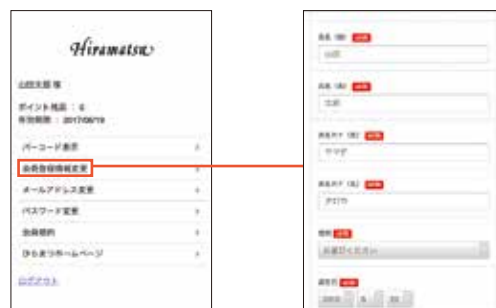 Hiramatsu
山田太郎 様
ポイント残高 : 0
有効期限 : 2017/06/19
バーコード表示
会員登録情報変更
メールアドレス変更
パスワード変更
会員規約
ひらまつホームページ
ログアウト
氏名（姓） 必須
山田
氏名（名） 必須
太郎
氏名カナ（姓） 必須
ヤマダ
氏名カナ（名） 必須
タロウ
性別 必須
お選びください
誕生日 必須